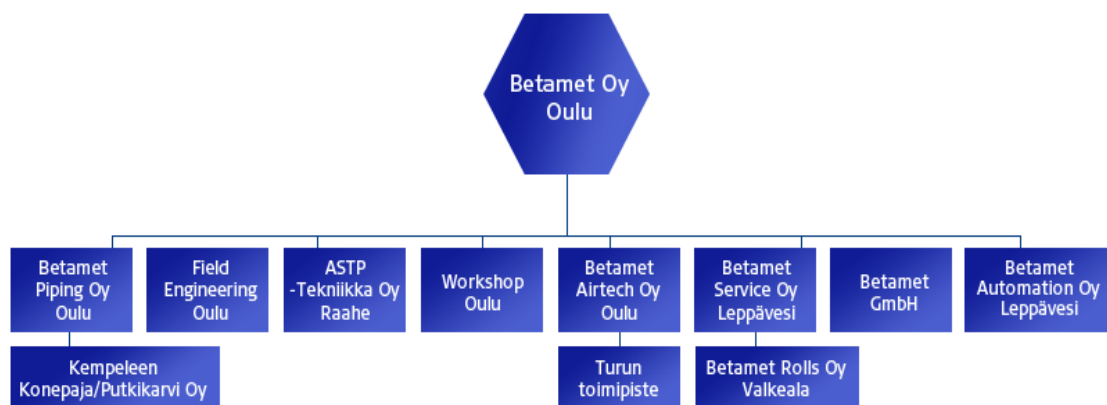 Betamet Oy
Oulu
Betamet
Piping Oy
Oulu
Field
Engineering
Oulu
ASTP
-Tekniikka Oy
Raahe
Workshop
Oulu
Betamet
Airtech Oy
Oulu
Betamet
Service Oy
Leppävesi
Betamet
GmbH
Betamet
Automation Oy
Leppävesi
Kempeleen
Konepaja/Putkikarvi Oy
Turun
toimipiste
Betamet Rolls Oy
Valkeala